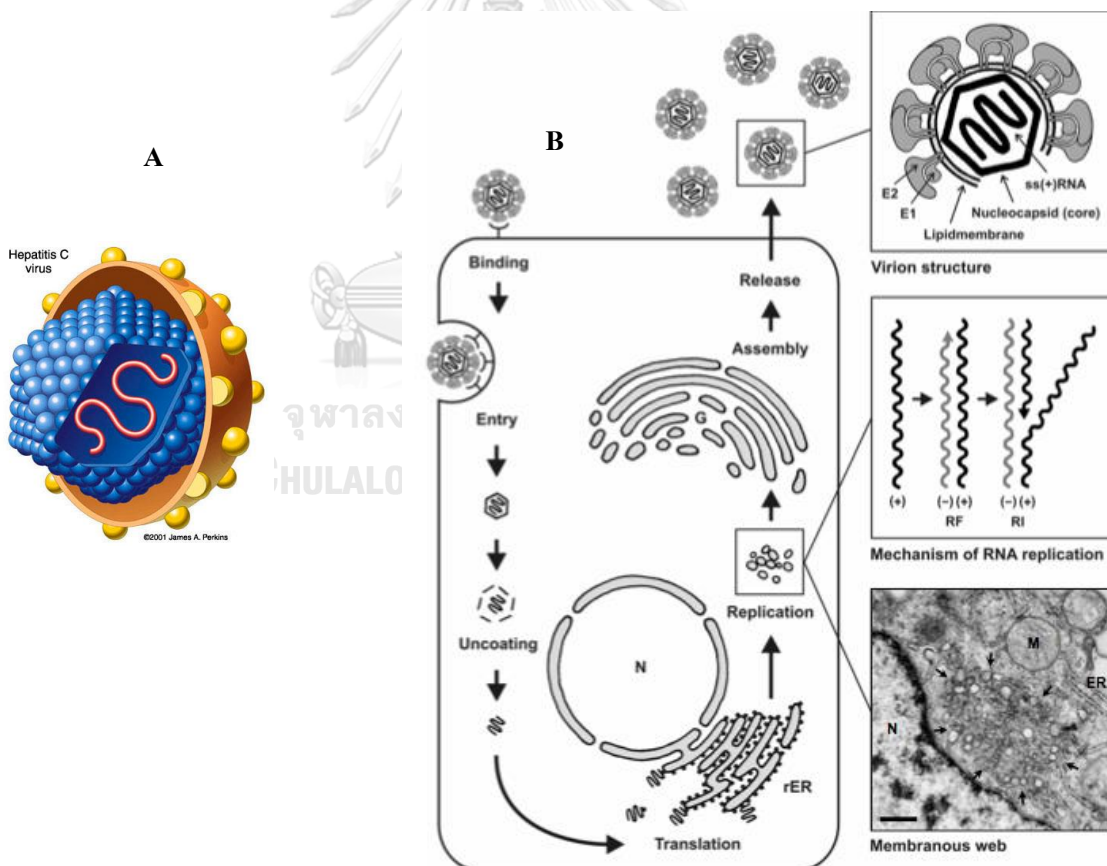 A
Hepatitis C
virus
©2001 James A. Perkins
จุฬาลง
CHULALO
B
Binding
Entry
Uncoating
Translation
rER
N
Replication
G
Assembly
Release
E2
E1
Lipidmembrane
Nucleocapsid (core)
ss(+)RNA
Virion structure
(+)
(–) (+)
RF
(–) (+)
RI
Mechanism of RNA replication
M
ER
N
Membranous web